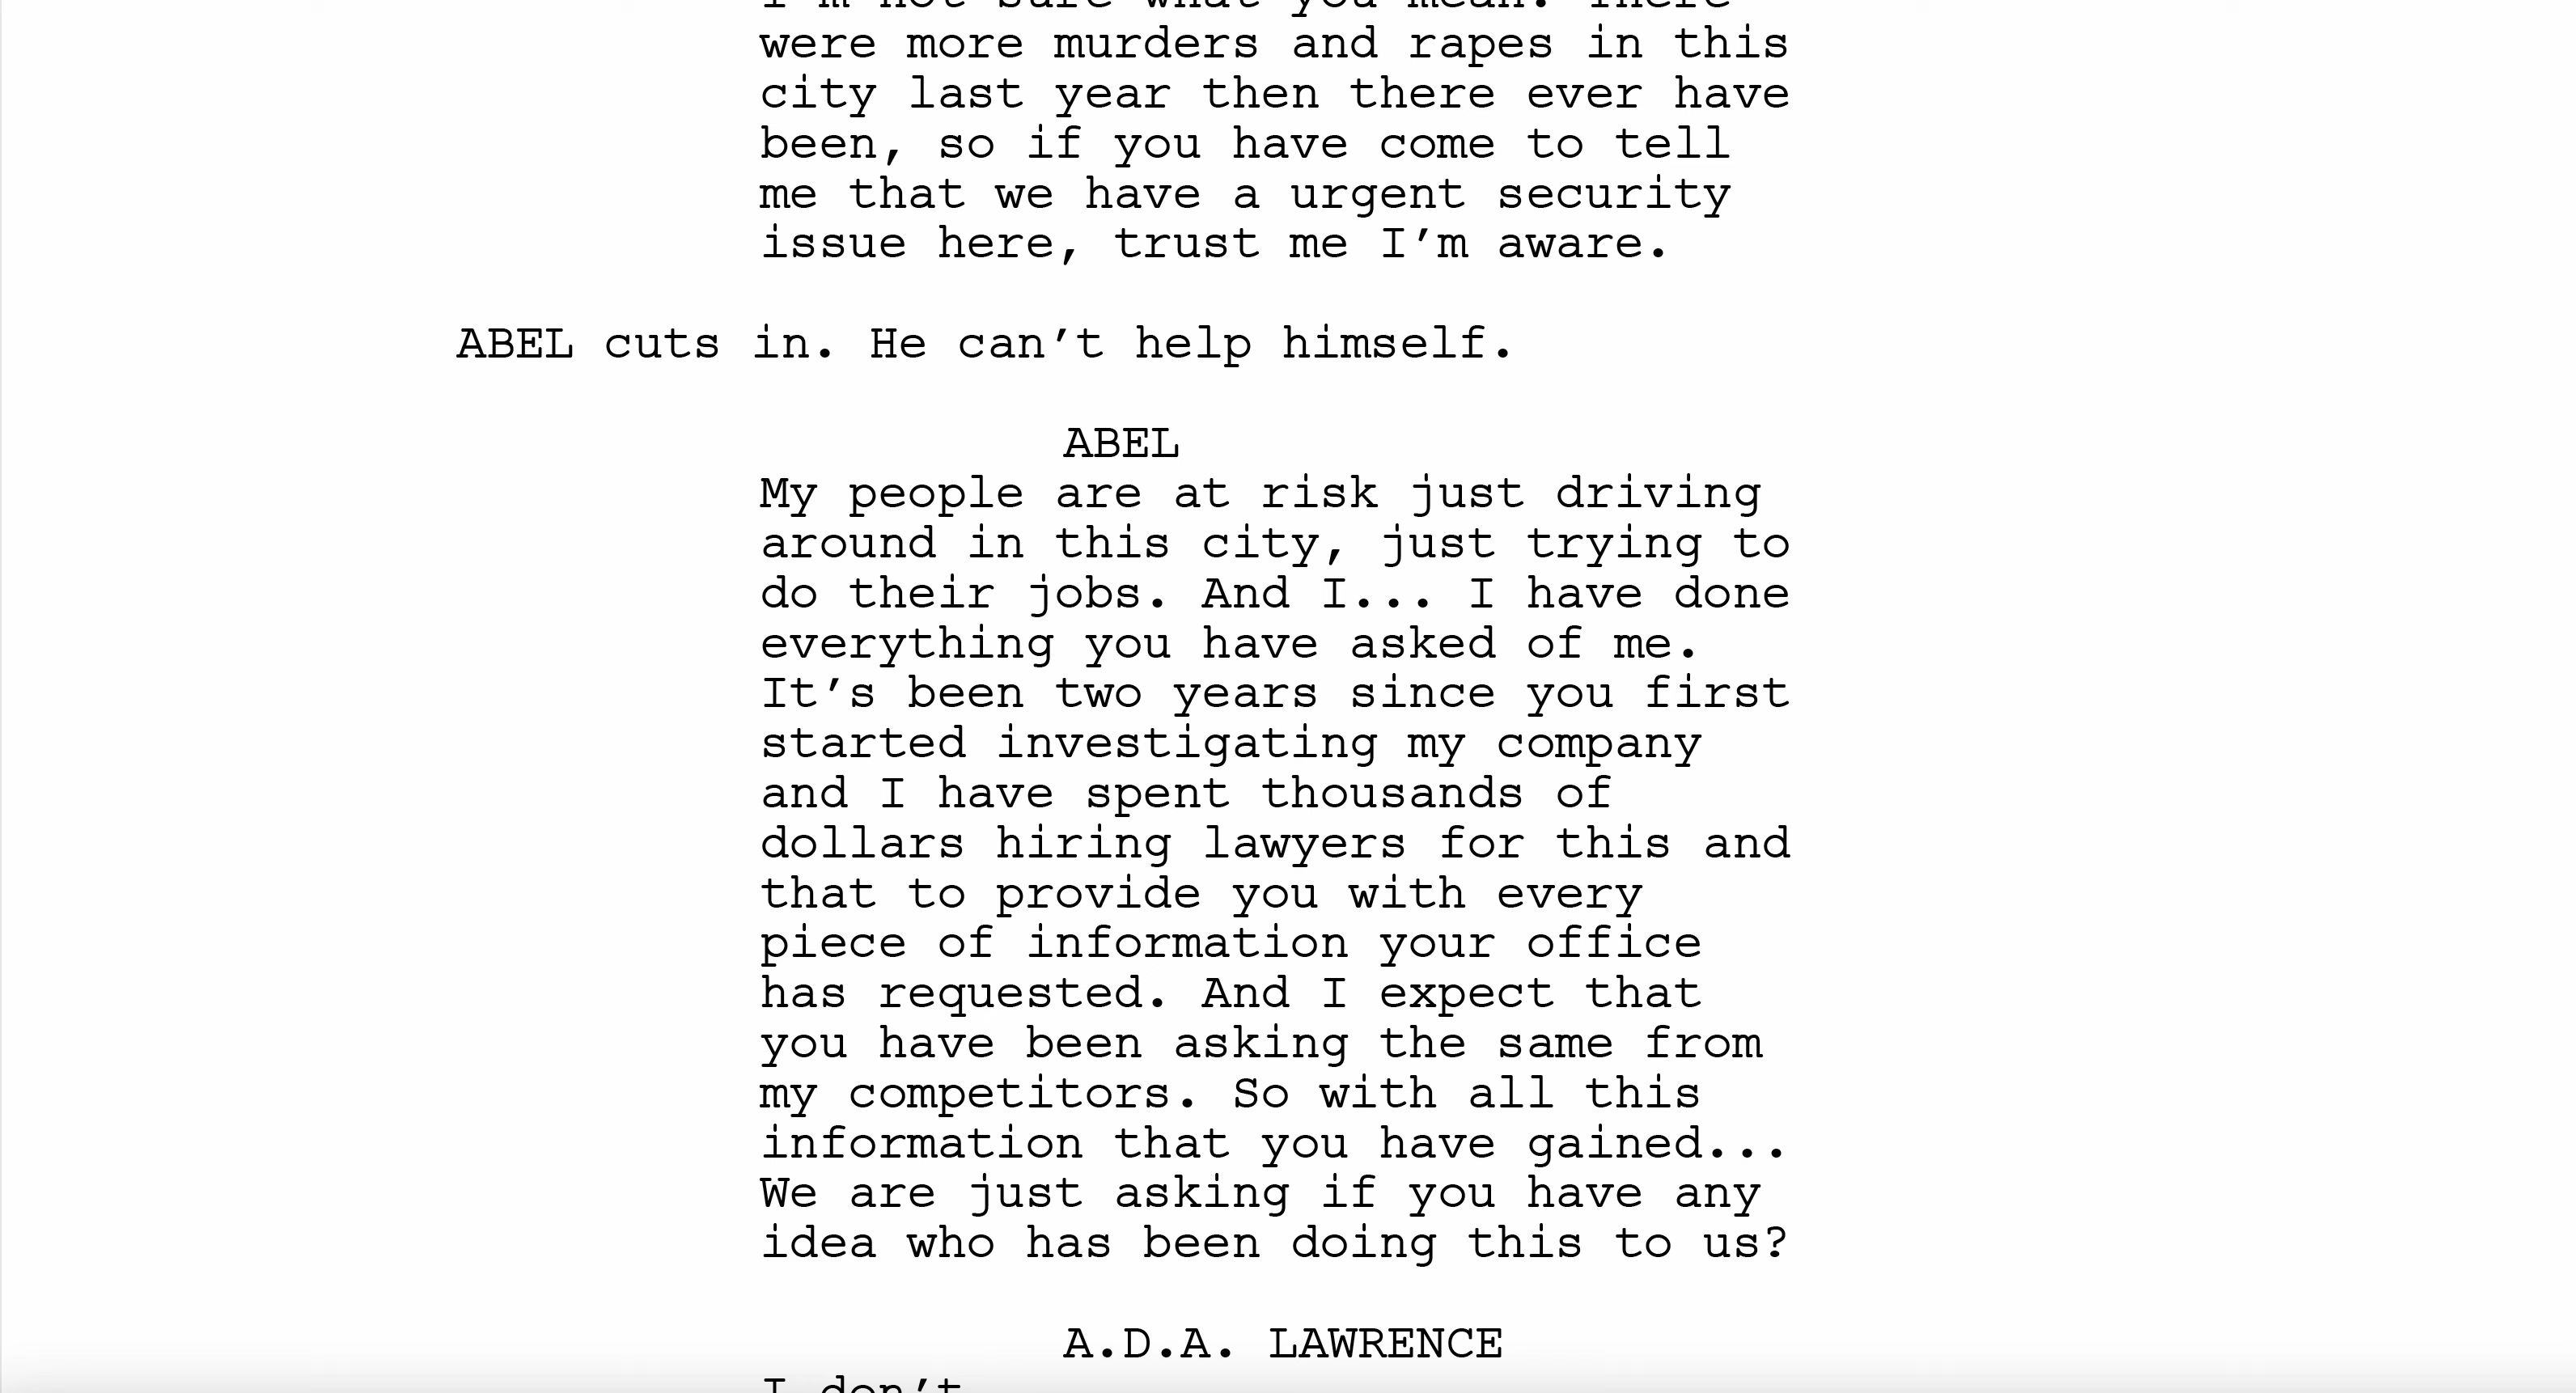 I'm not sure what you mean. There
were more murders and rapes in this
city last year then there ever have
been, so if you have come to tell
me that we have a urgent security
issue here, trust me I’m aware.
ABEL cuts in. He can’t help himself.
ABEL
My people are at risk just driving
around in this city, just trying to
do their jobs. And I... I have done
everything you have asked of me.
It’s been two years since you first
started investigating my company
and I have spent thousands of
dollars hiring lawyers for this and
that to provide you with every
piece of information your office
has requested. And I expect that
you have been asking the same from
my competitors. So with all this
information that you have gained...
We are just asking if you have any
idea who has been doing this to us?
A.D.A. LAWRENCE
I don’t